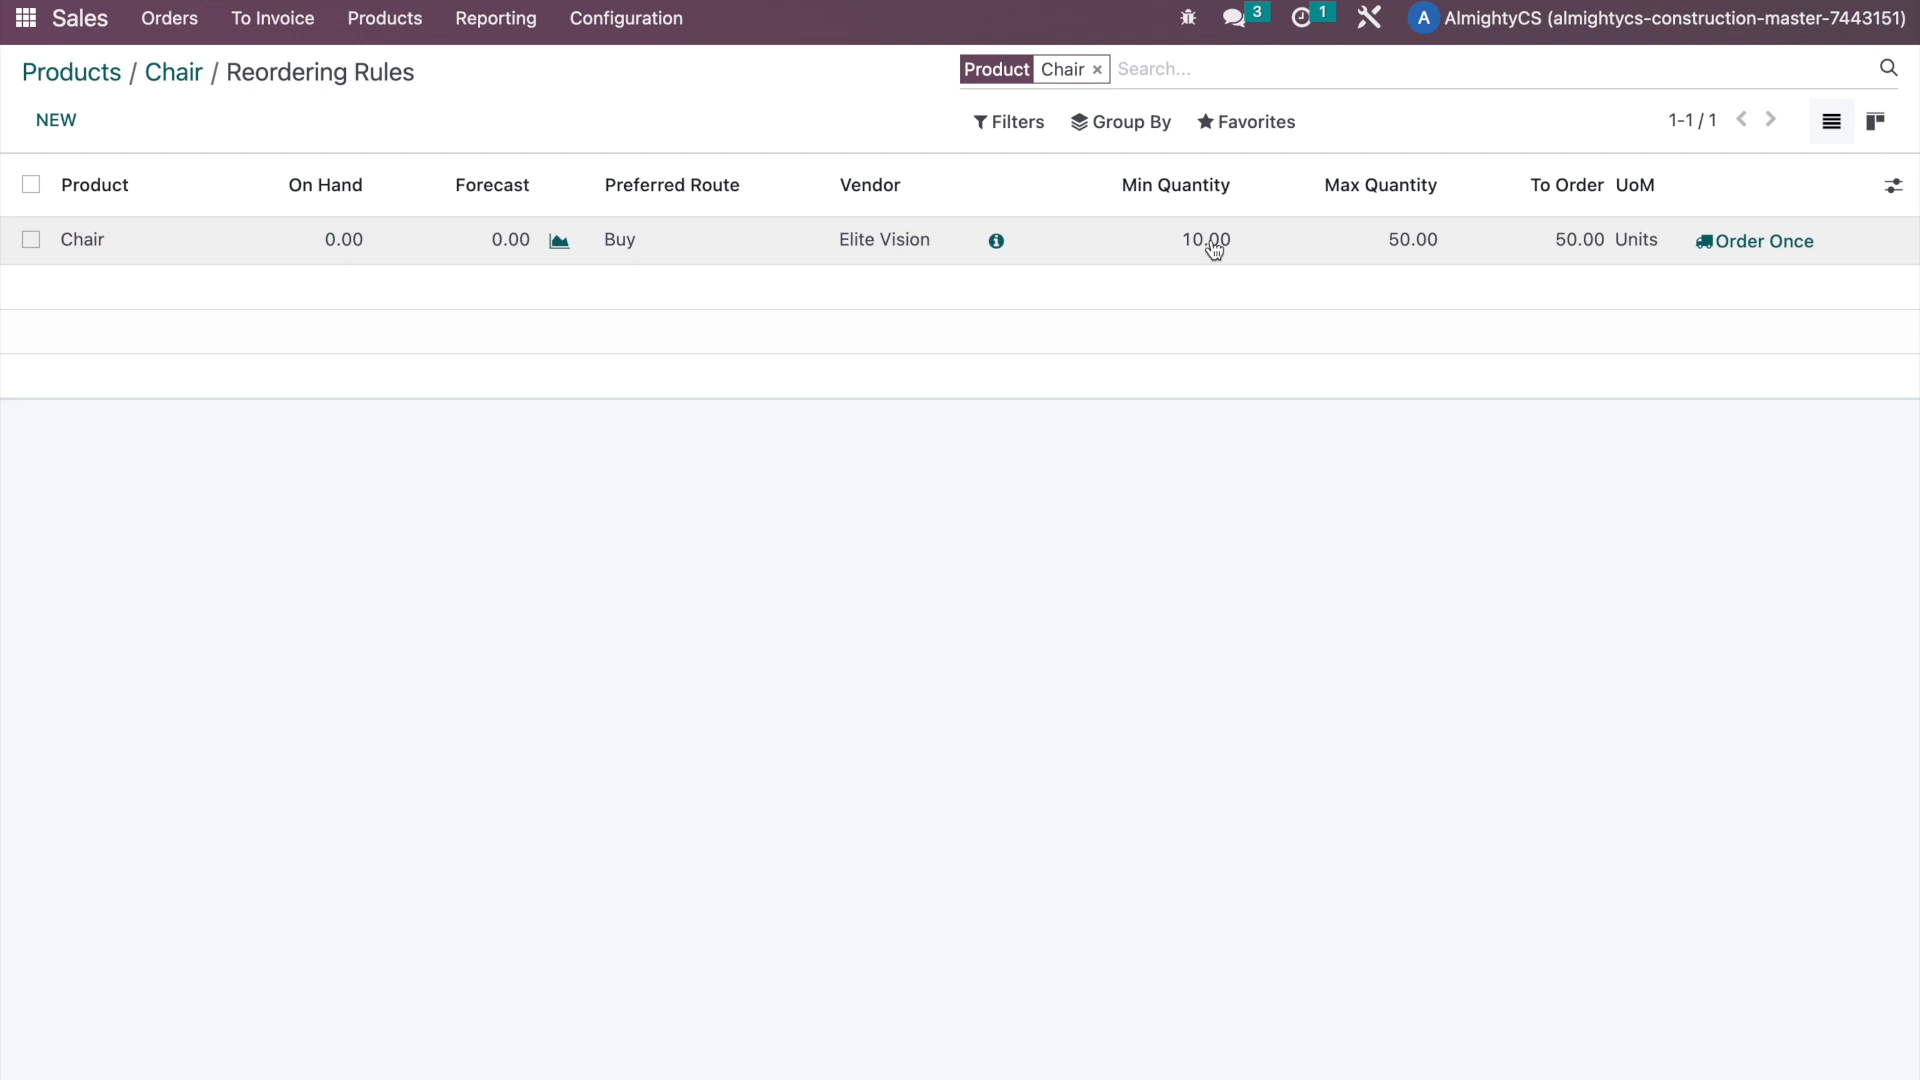 Sales Orders To Invoice Products Reporting Configuration 3 1 A AlmightyCS (almightycs-construction-master-7443151)
Products / Chair / Reordering Rules Product Chair × Search...
NEW Filters Group By Favorites 1-1 / 1
Product On Hand Forecast Preferred Route Vendor Min Quantity Max Quantity To Order UoM
Chair 0.00 0.00 Buy Elite Vision 10.00 50.00 50.00 Units Order Once